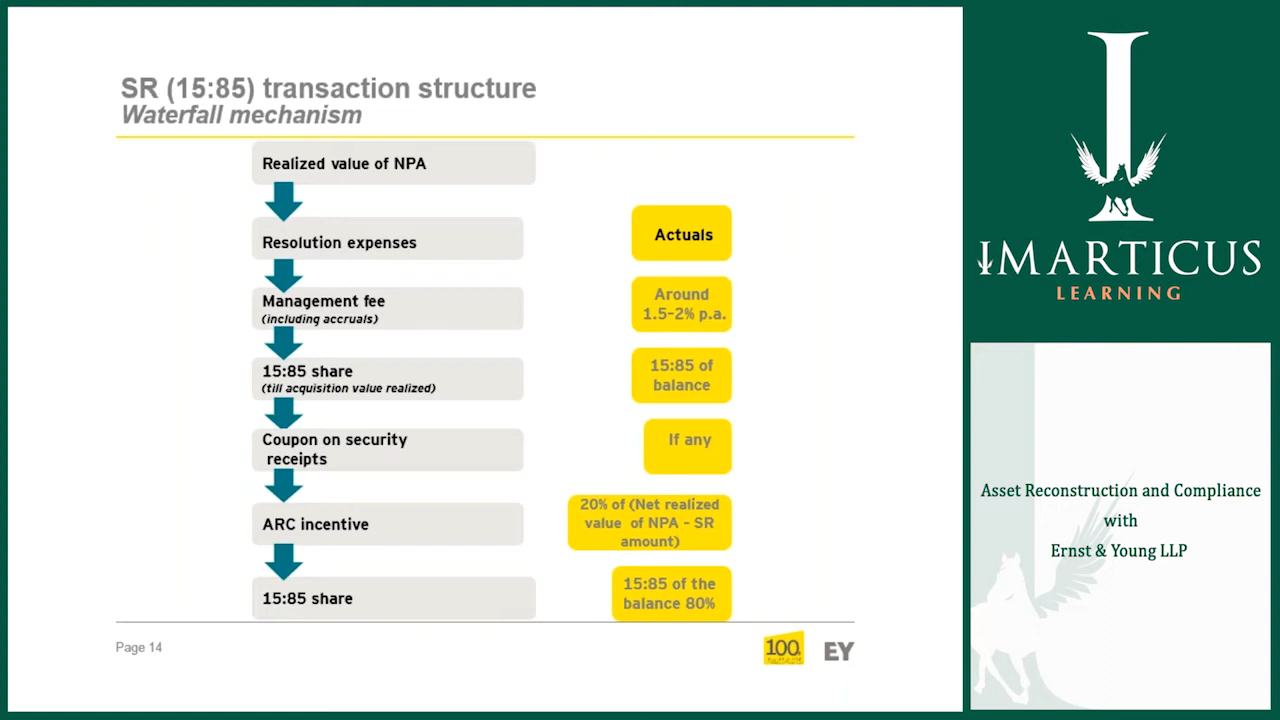 SR (15:85) transaction structure
Waterfall mechanism
Realized value of NPA
Resolution expenses
Actuals
Management fee
(including accruals)
Around
1.5-2% p.a.
15:85 share
(till acquisition value realized)
15:85 of
balance
Coupon on security
receipts
If any
ARC incentive
20% of (Net realized
value of NPA - SR
amount)
15:85 share
15:85 of the
balance 80%
Page 14
100
EY
IMARTICUS
LEARNING
Asset Reconstruction and Compliance
with
Ernst & Young LLP